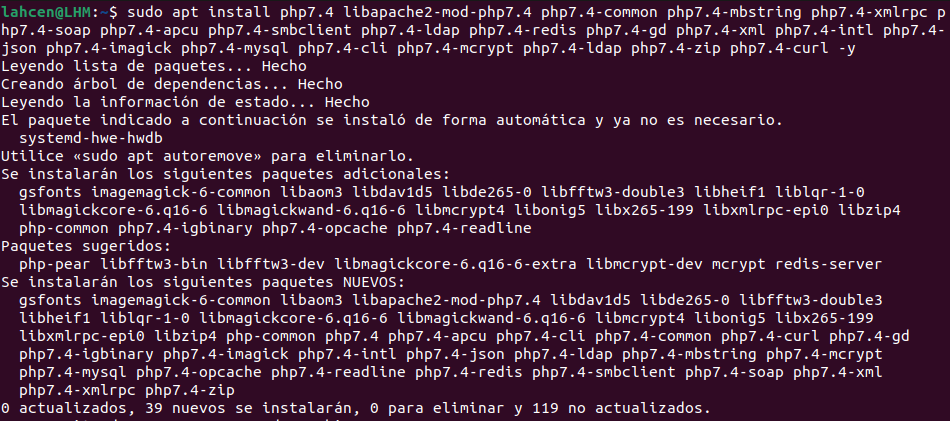 lahcen@LHM:~$ sudo apt install php7.4 libapache2-mod-php7.4 php7.4-common php7.4-mbstring php7.4-xmlrpc p
hp7.4-soap php7.4-apcu php7.4-smbclient php7.4-ldap php7.4-redis php7.4-gd php7.4-xml php7.4-intl php7.4-
json php7.4-imagick php7.4-mysql php7.4-cli php7.4-mcrypt php7.4-ldap php7.4-zip php7.4-curl -y
Leyendo lista de paquetes... Hecho
Creando árbol de dependencias... Hecho
Leyendo la información de estado... Hecho
El paquete indicado a continuación se instaló de forma automática y ya no es necesario.
  systemd-hwe-hwdb
Utilice «sudo apt autoremove» para eliminarlo.
Se instalarán los siguientes paquetes adicionales:
  gsfonts imagemagick-6-common libaom3 libdav1d5 libde265-0 libfftw3-double3 libheif1 liblqr-1-0
  libmagickcore-6.q16-6 libmagickwand-6.q16-6 libmcrypt4 libonig5 libx265-199 libxmlrpc-epi0 libzip4
  php-common php7.4-igbinary php7.4-opcache php7.4-readline
Paquetes sugeridos:
  php-pear libfftw3-bin libfftw3-dev libmagickcore-6.q16-6-extra libmcrypt-dev mcrypt redis-server
Se instalarán los siguientes paquetes NUEVOS:
  gsfonts imagemagick-6-common libaom3 libapache2-mod-php7.4 libdav1d5 libde265-0 libfftw3-double3
  libheif1 liblqr-1-0 libmagickcore-6.q16-6 libmagickwand-6.q16-6 libmcrypt4 libonig5 libx265-199
  libxmlrpc-epi0 libzip4 php-common php7.4 php7.4-apcu php7.4-cli php7.4-common php7.4-curl php7.4-gd
  php7.4-igbinary php7.4-imagick php7.4-intl php7.4-json php7.4-ldap php7.4-mbstring php7.4-mcrypt
  php7.4-mysql php7.4-opcache php7.4-readline php7.4-redis php7.4-smbclient php7.4-soap php7.4-xml
  php7.4-xmlrpc php7.4-zip
0 actualizados, 39 nuevos se instalarán, 0 para eliminar y 119 no actualizados.